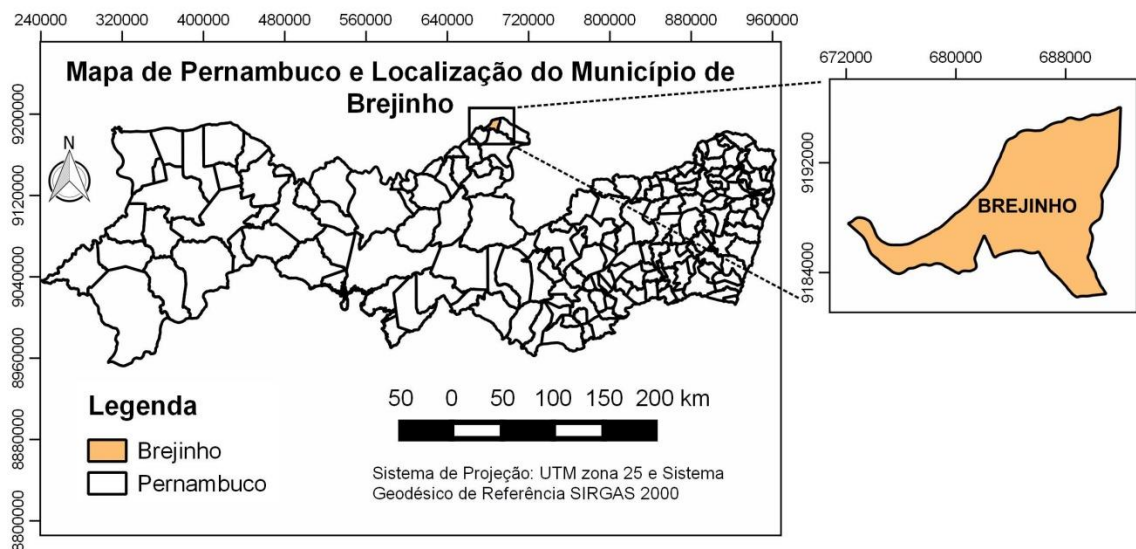 240000 320000 400000 480000 560000 640000 720000 800000 880000 960000
Mapa de Pernambuco e Localização do Município de
Brejinho
N
9200000
9120000
9040000
8960000
8880000
8800000
Legenda
Brejinho
Pernambuco
50 0 50 100 150 200 km
Sistema de Projeção: UTM zona 25 e Sistema
Geodésico de Referência SIRGAS 2000
672000 680000 688000
9192000
9184000
BREJINHO